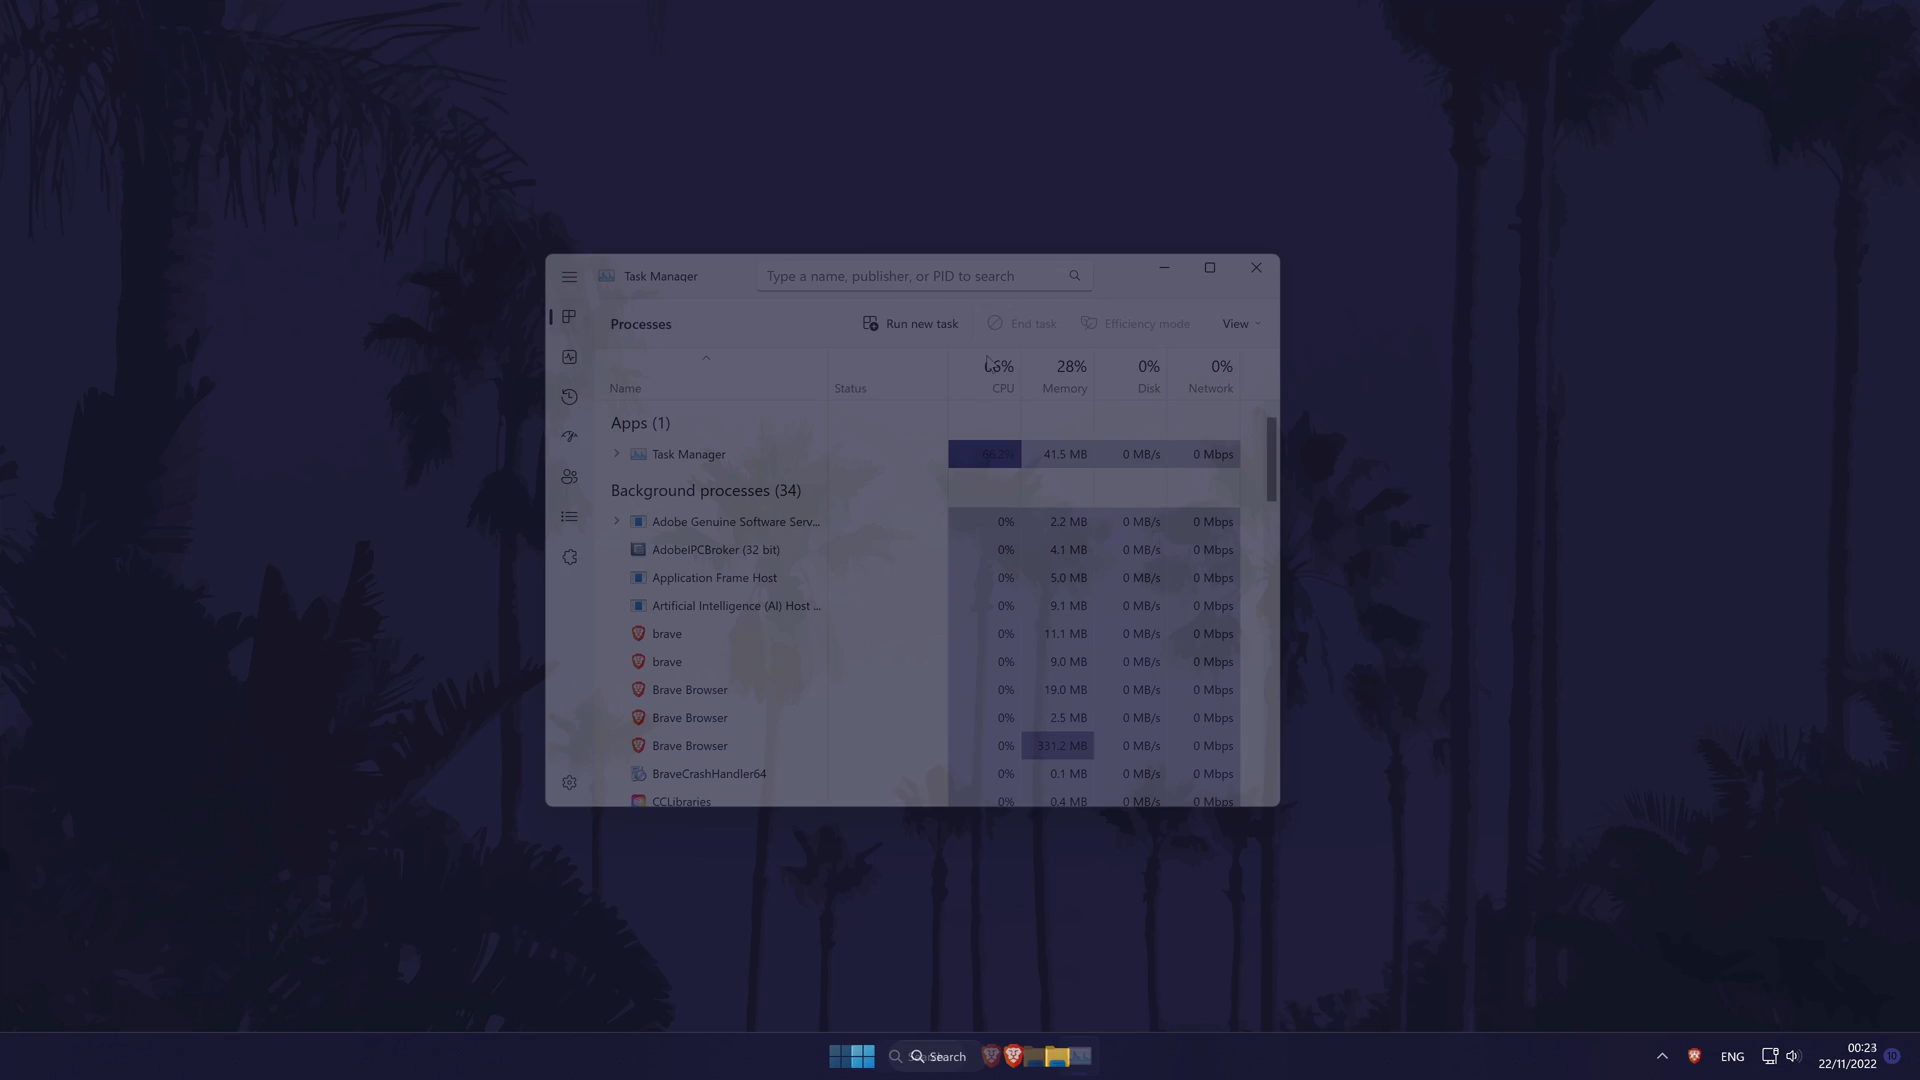 Task Manager
Type a name, publisher, or PID to search
Processes
Run new task
End task
Efficiency mode
View
28%
0%
0%
Name
Status
CPU
Memory
Disk
Network
Apps (1)
Task Manager 66.2% 41.5 MB 0 MB/s 0 Mbps
Background processes (34)
Adobe Genuine Software Serv... 0% 2.2 MB 0 MB/s 0 Mbps
AdobeIPCBroker (32 bit) 0% 4.1 MB 0 MB/s 0 Mbps
Application Frame Host 0% 5.0 MB 0 MB/s 0 Mbps
Artificial Intelligence (AI) Host ... 0% 9.1 MB 0 MB/s 0 Mbps
brave 0% 11.1 MB 0 MB/s 0 Mbps
brave 0% 9.0 MB 0 MB/s 0 Mbps
Brave Browser 0% 19.0 MB 0 MB/s 0 Mbps
Brave Browser 0% 2.5 MB 0 MB/s 0 Mbps
Brave Browser 0% 331.2 MB 0 MB/s 0 Mbps
BraveCrashHandler64 0% 0.1 MB 0 MB/s 0 Mbps
CCLibraries 0% 0.4 MB 0 MB/s 0 Mbps
Search
ENG
00:23
22/11/2022
10